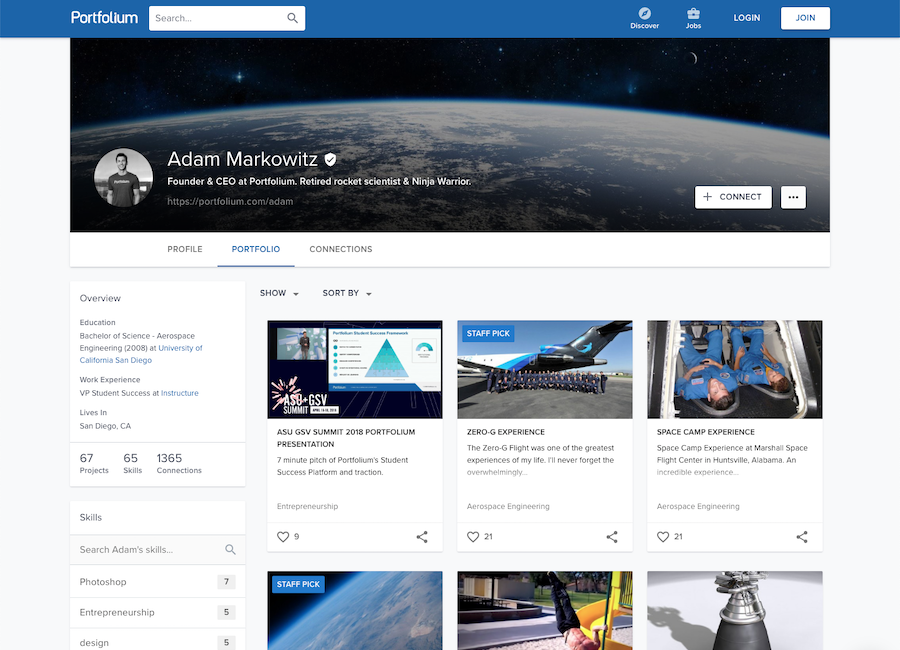 Portfolium
Search...
Discover
Jobs
LOGIN
JOIN
Adam Markowitz
Founder & CEO at Portfolium. Retired rocket scientist & Ninja Warrior.
https://portfolium.com/adam
CONNECT
PROFILE
PORTFOLIO
CONNECTIONS
Overview
Education
Bachelor of Science - Aerospace
Engineering (2008) at University of
California San Diego
Work Experience
VP Student Success at Instructure
Lives In
San Diego, CA
67
Projects
65
Skills
1365
Connections
Skills
Search Adam's skills...
Photoshop
7
Entrepreneurship
5
design
5
SHOW
SORT BY
Portfolium Student Success Framework
ASU+GSV
SUMMIT
APRIL 16-18, 2018
ASU GSV SUMMIT 2018 PORTFOLIUM
PRESENTATION
7 minute pitch of Portfolium's Student
Success Platform and traction.
Entrepreneurship
9
STAFF PICK
ZERO-G EXPERIENCE
The Zero-G Flight was one of the greatest
experiences of my life. I'll never forget the
overwhelmingly...
Aerospace Engineering
21
SPACE CAMP EXPERIENCE
Space Camp Experience at Marshall Space
Flight Center in Huntsville, Alabama. An
incredible experience...
Aerospace Engineering
21
STAFF PICK